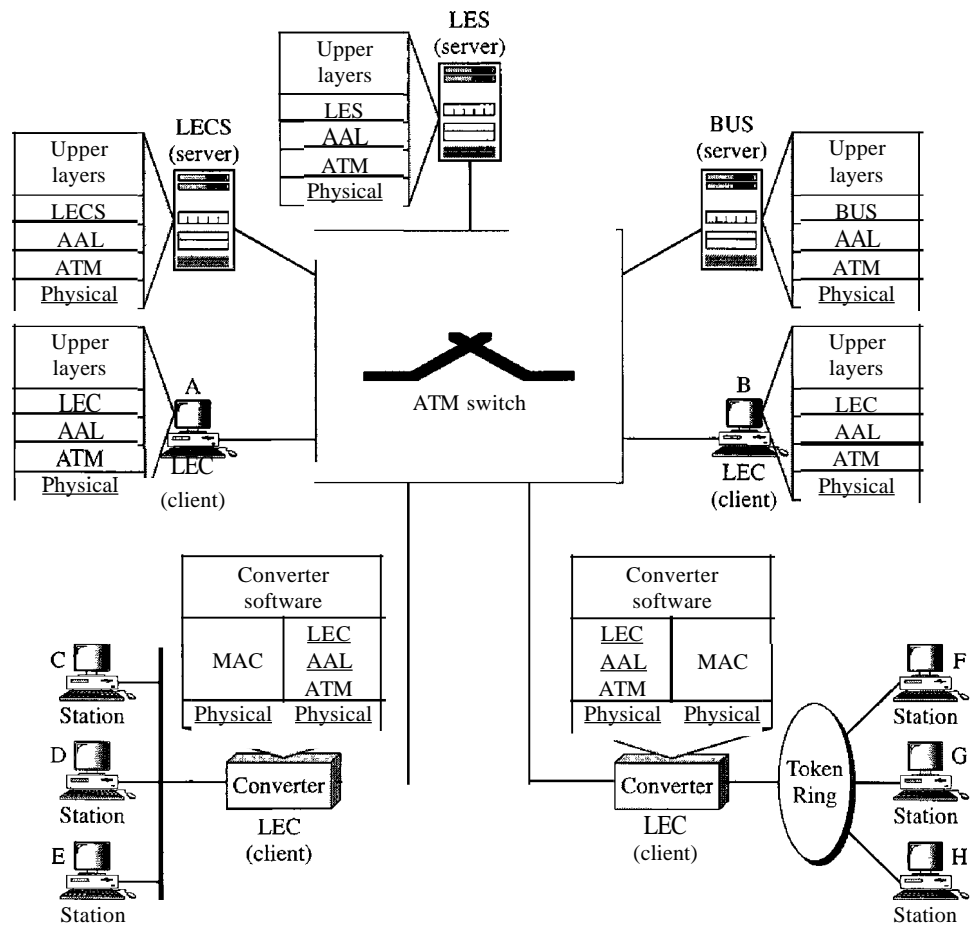 LES
(server)
Upper
layers
LES
AAL
ATM
Physical
LECS
(server)
Upper
layers
LECS
AAL
ATM
Physical
BUS
(server)
Upper
layers
BUS
AAL
ATM
Physical
Upper
layers
LEC
AAL
ATM
Physical
A
LEC
(client)
ATM switch
B
LEC
(client)
Upper
layers
LEC
AAL
ATM
Physical
Converter
software
MAC
LEC
AAL
ATM
Physical
Physical
Converter
software
LEC
AAL
ATM
MAC
Physical
Physical
C
Station
D
Station
E
Station
Converter
LEC
(client)
Converter
LEC
(client)
Token
Ring
F
Station
G
Station
H
Station